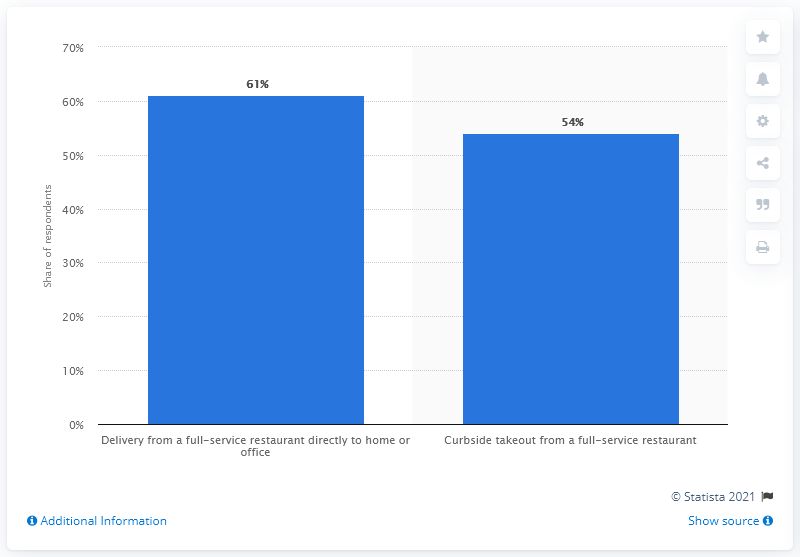 70%
61%
60%
54%
50%
40%
30%
20%
10%
0%
Share of respondents
Delivery from a full-service restaurant directly to home or
office
Curbside takeout from a full-service restaurant
© Statista 2021
Additional Information
Show source